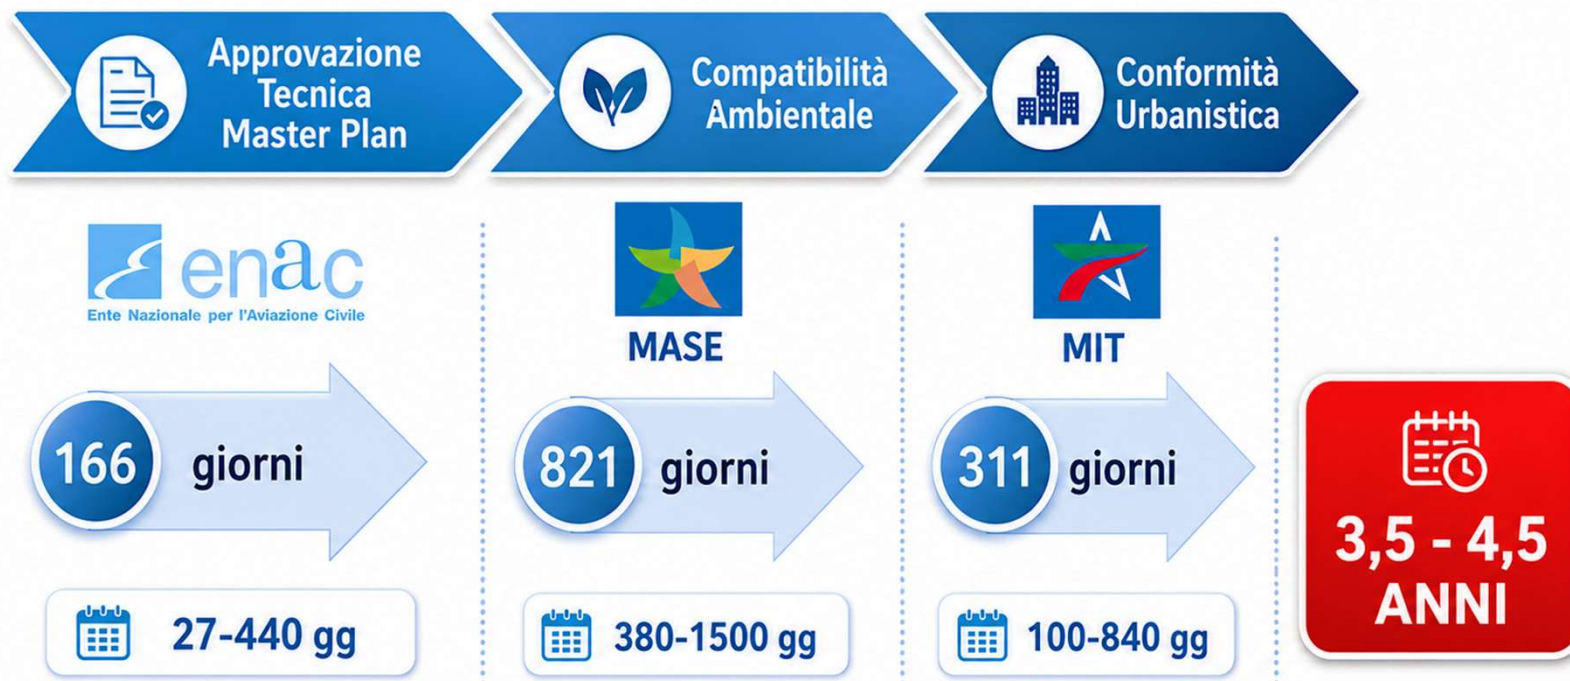 Approvazione
Tecnica
Master Plan
Compatibilità
Ambientale
Conformità
Urbanistica
enac
Ente Nazionale per l'Aviazione Civile
MASE
MIT
166 giorni
821 giorni
311 giorni
27-440 gg
380-1500 gg
100-840 gg
3,5 - 4,5
ANNI